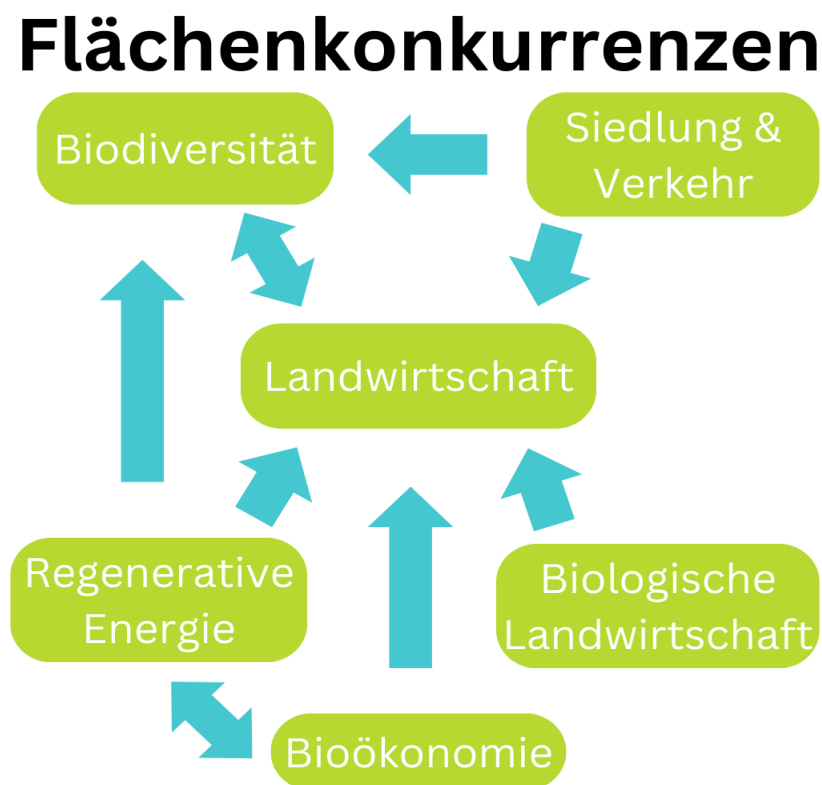 Flächenkonkurrenzen
Biodiversität
Siedlung &
Verkehr
Landwirtschaft
Regenerative
Energie
Biologische
Landwirtschaft
Bioökonomie